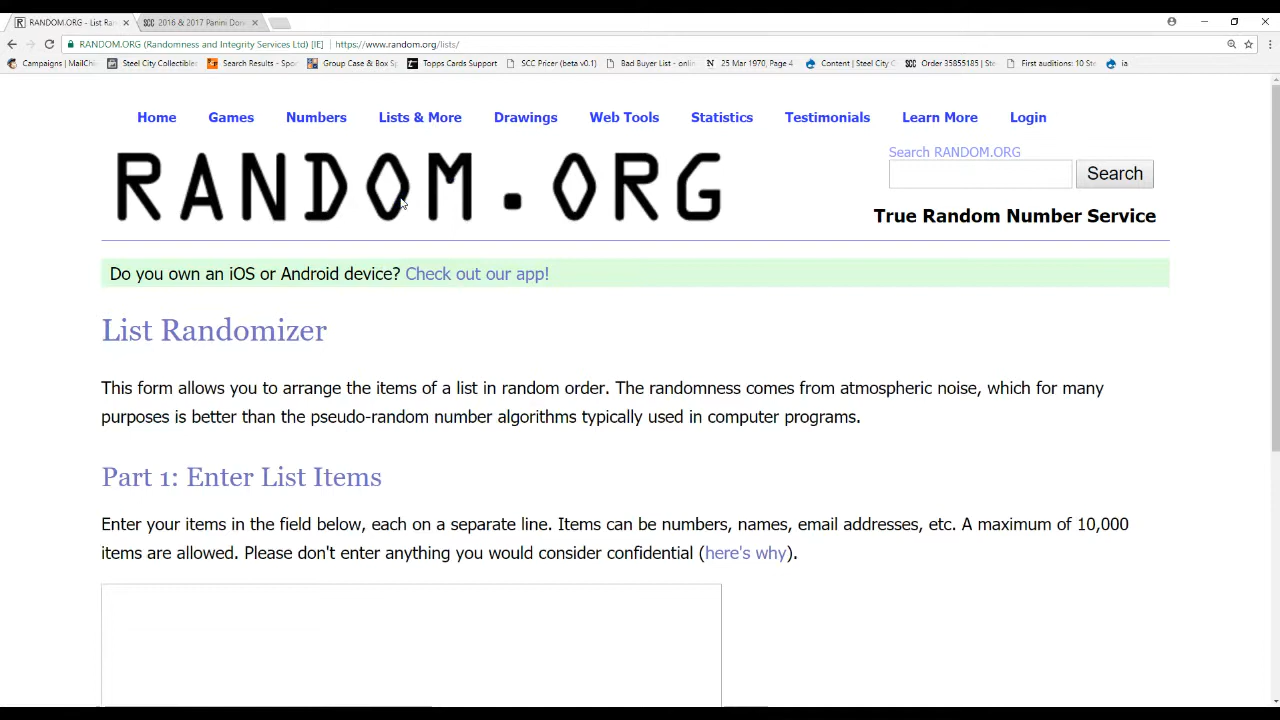 RANDOM.ORG - List Ran
SCC 2016 & 2017 Panini Don
RANDOM.ORG (Randomness and Integrity Services Ltd) [IE] https://www.random.org/lists/
Campaigns | MailChi Steel City Collectibles Search Results - Spo Group Case & Box S Topps Cards Support SCC Pricer (beta v0.1) Bad Buyer List - onlin N 25 Mar 1970, Page 4 Content | Steel City C SCC Order 35855185 | Ste First auditions: 10 Ste ia
Home Games Numbers Lists & More Drawings Web Tools Statistics Testimonials Learn More Login
RANDOM.ORG
Search RANDOM.ORG
Search
True Random Number Service
Do you own an iOS or Android device? Check out our app!
List Randomizer
This form allows you to arrange the items of a list in random order. The randomness comes from atmospheric noise, which for many
purposes is better than the pseudo-random number algorithms typically used in computer programs.
Part 1: Enter List Items
Enter your items in the field below, each on a separate line. Items can be numbers, names, email addresses, etc. A maximum of 10,000
items are allowed. Please don't enter anything you would consider confidential (here's why).